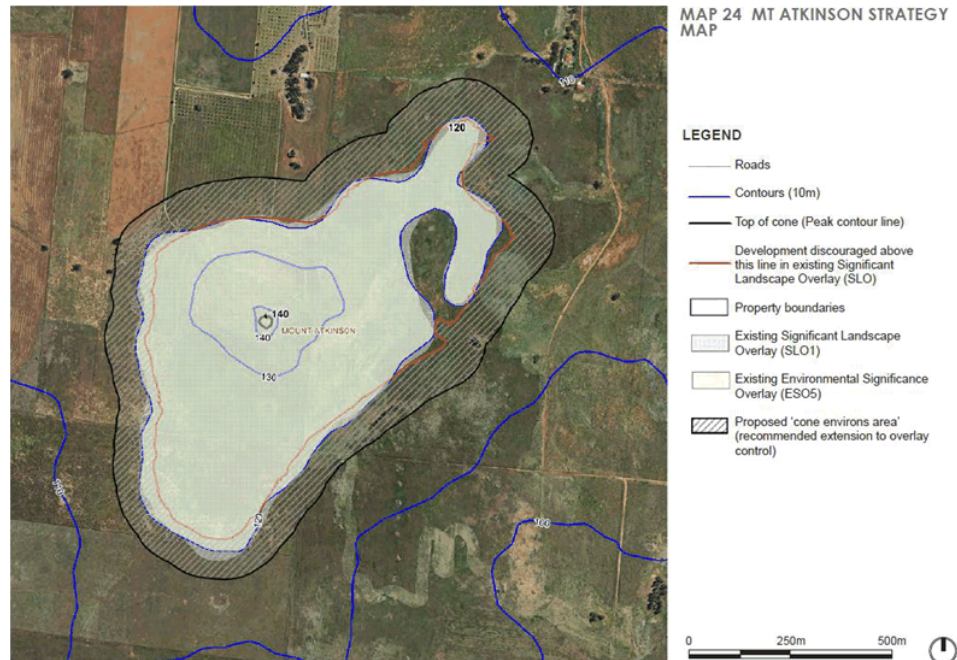 MAP 24 MT ATKINSON STRATEGY
MAP
110
120
LEGEND
Roads
Contours (10m)
Top of cone (Peak contour line)
Development discouraged above
this line in existing Significant
Landscape Overlay (SLO)
Property boundaries
Existing Significant Landscape
Overlay (SLO1)
Existing Environmental Significance
Overlay (ESO5)
Proposed 'cone environs area'
(recommended extension to overlay
control)
140
MOUNT ATKINSON
140
130
110
120
100
0 250m 500m